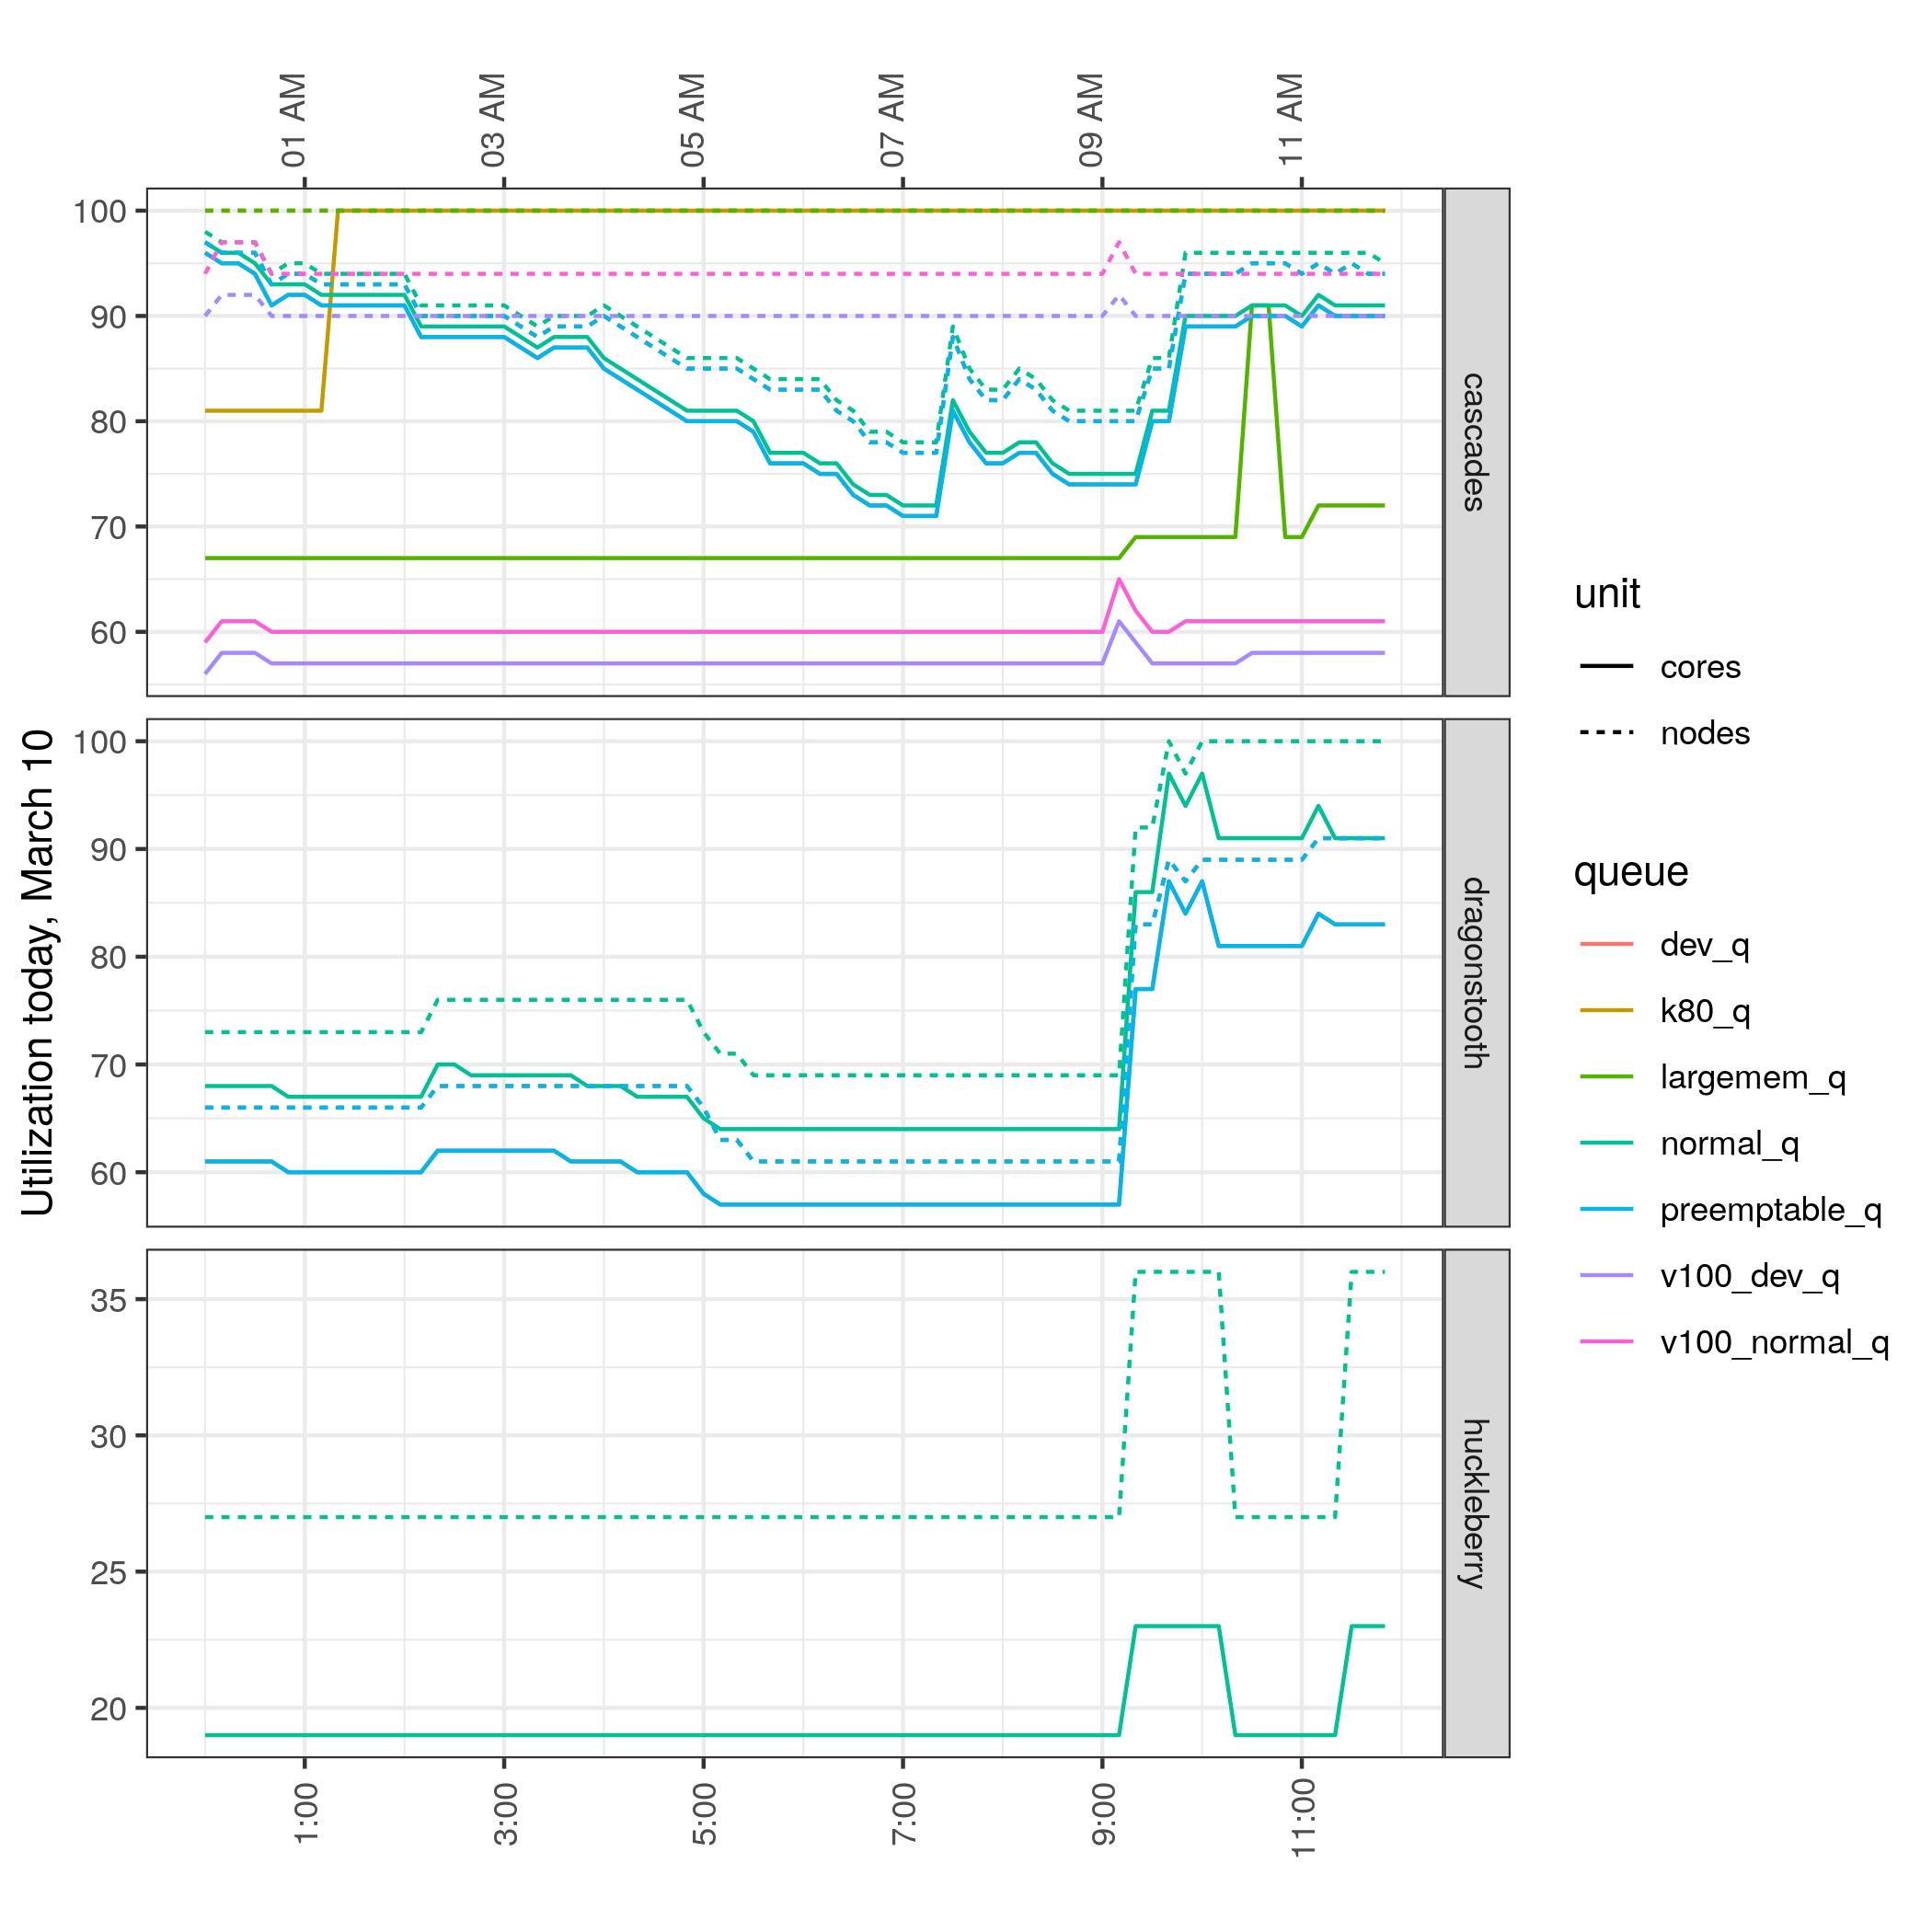 01 AM
03 AM
05 AM
07 AM
09 AM
11 AM
Utilization today, March 10
100
90
80
70
60
cascades
100
90
80
70
60
dragonstooth
35
30
25
20
huckleberry
1:00
3:00
5:00
7:00
9:00
11:00
unit
cores
nodes
queue
dev_q
k80_q
largemem_q
normal_q
preemptable_q
v100_dev_q
v100_normal_q